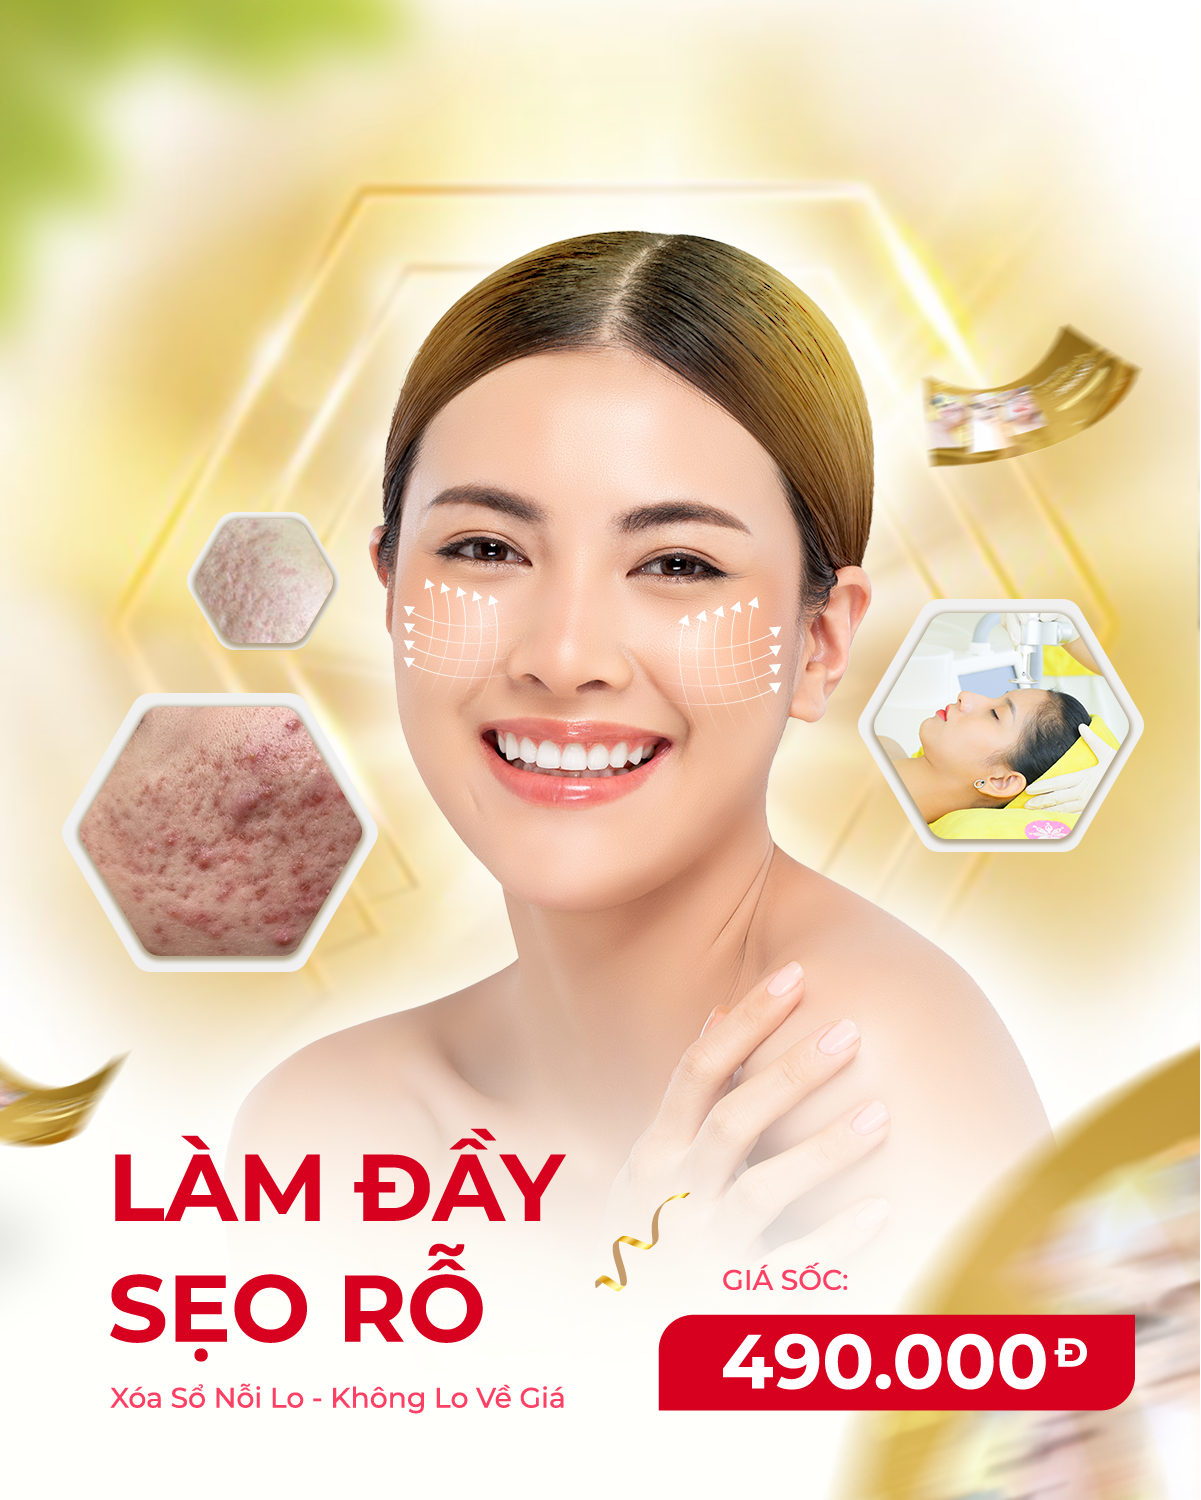 LÀM ĐẦY
SẸO RỖ
Xóa Sổ Nỗi Lo - Không Lo Về Giá
GIÁ SỐC:
490.000Đ